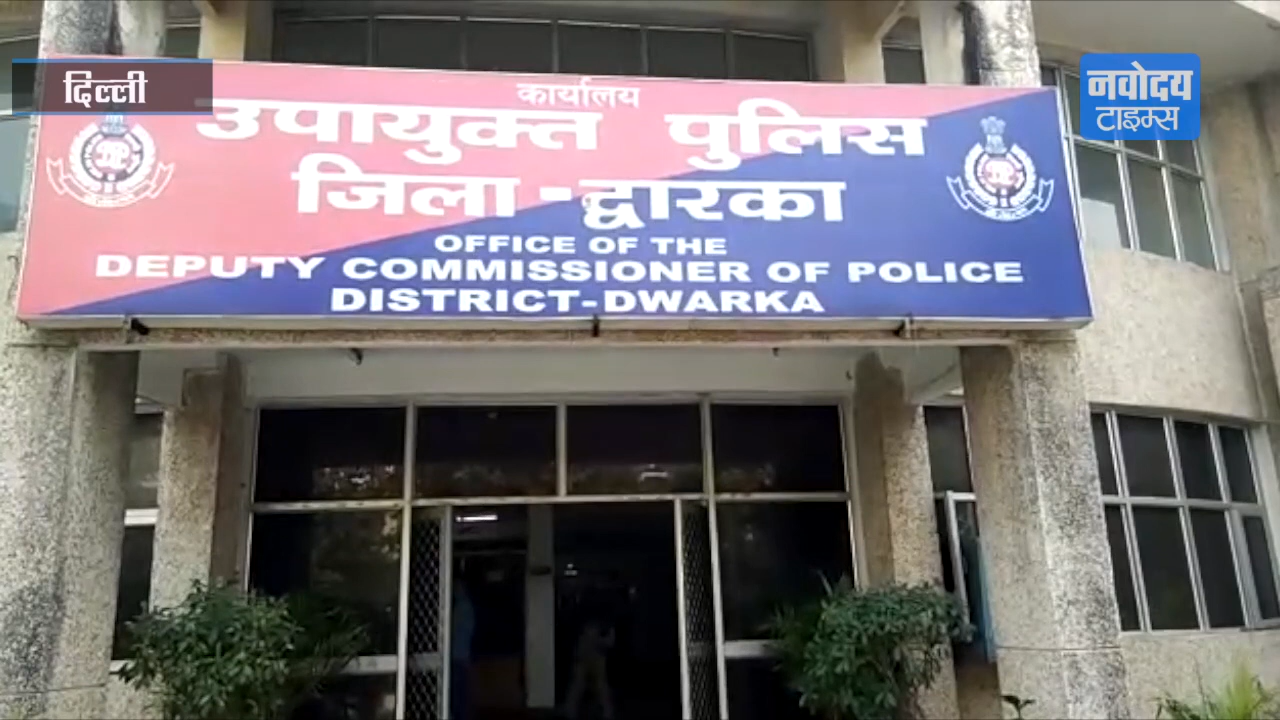 दिल्ली
नवोदय
टाइम्स
कार्यालय
उपायुक्त पुलिस
जिला - द्वारका
OFFICE OF THE
DEPUTY COMMISSIONER OF POLICE
DISTRICT-DWARKA